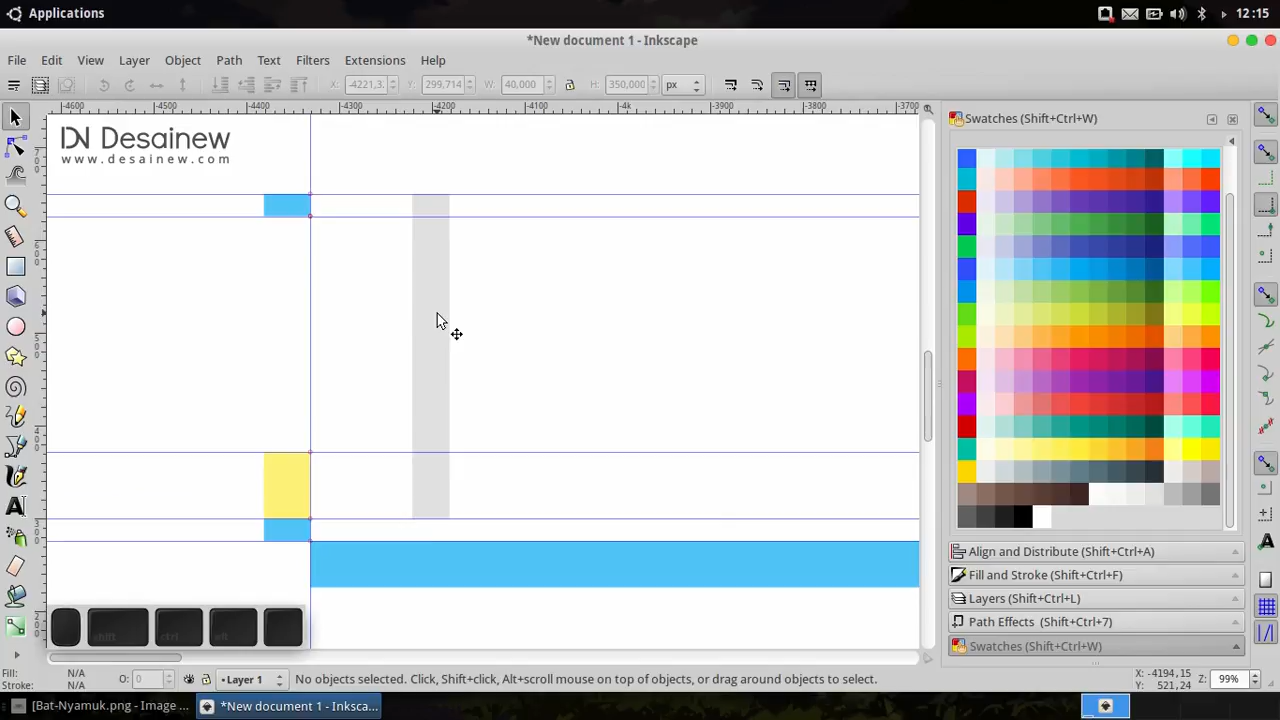 Applications
12:15
*New document 1 - Inkscape
File Edit View Layer Object Path Text Filters Extensions Help
X: -4221,3 Y: 299,714 W: 40,000 H: 350,000 px
Swatches (Shift+Ctrl+W)
-4600 -4500 -4400 -4300 -4200 -4100 -4k -3900 -3800 -3700
Desainew
www.desainew.com
Align and Distribute (Shift+Ctrl+A)
Fill and Stroke (Shift+Ctrl+F)
Layers (Shift+Ctrl+L)
Path Effects (Shift+Ctrl+7)
Swatches (Shift+Ctrl+W)
shift ctrl alt
Fill: N/A
Stroke: N/A
O: 0
Layer 1
No objects selected. Click, Shift+click, Alt+scroll mouse on top of objects, or drag around objects to select.
X: -4194,15
Y: 521,24
Z: 99%
[Bat-Nyamuk.png - Image ...
*New document 1 - Inksca...